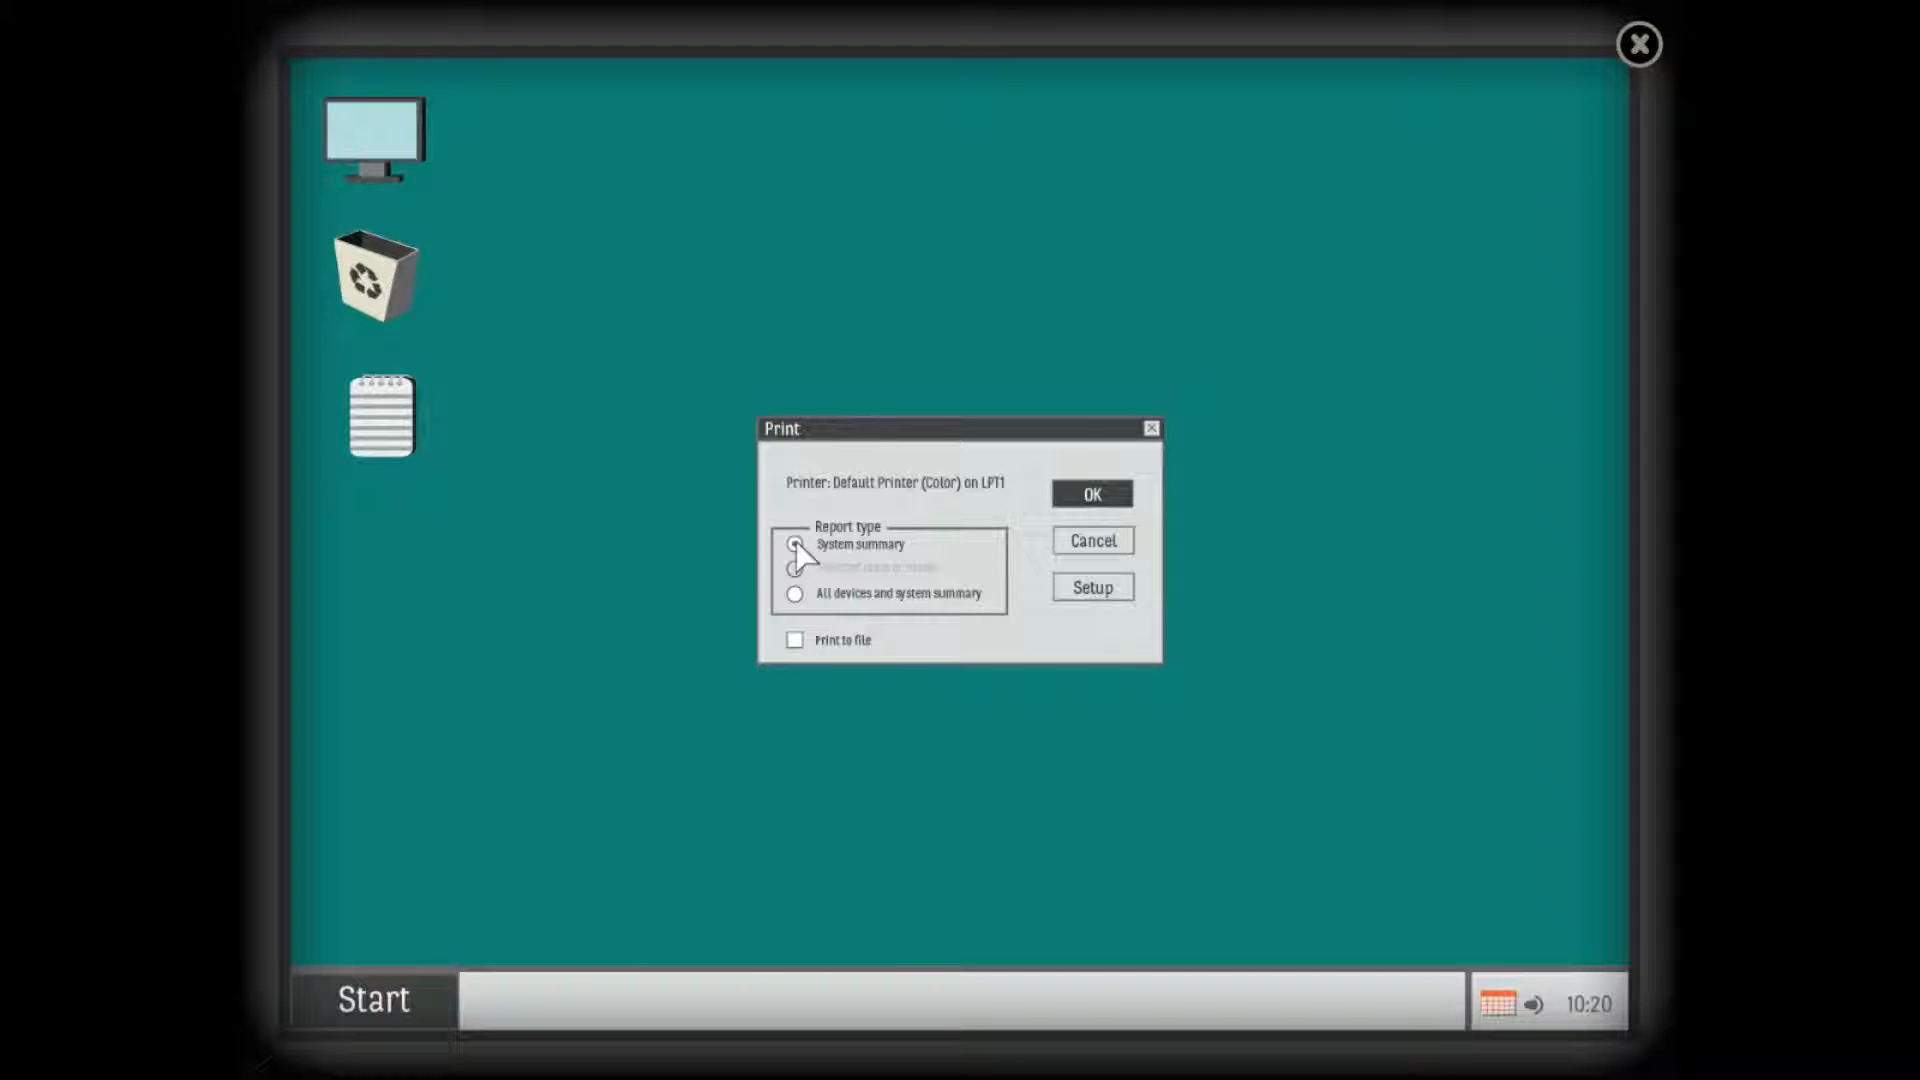 Print
Printer: Default Printer (Color) on LPT1
OK
Report type
System summary
Cancel
All devices and system summary
Setup
Print to file
Start
10:20